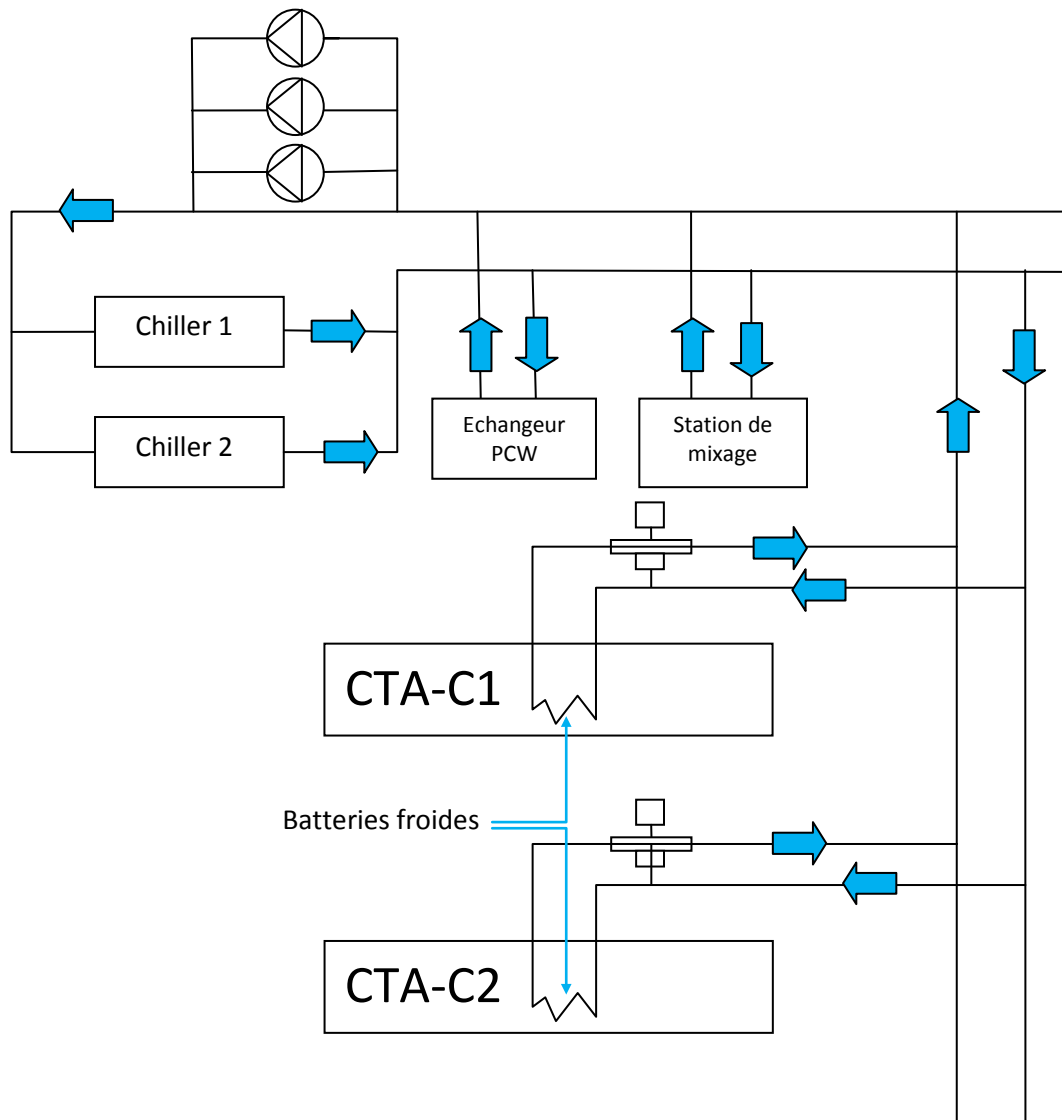 Chiller 1
Chiller 2
Echangeur
PCW
Station de
mixage
CTA-C1
Batteries froides
CTA-C2